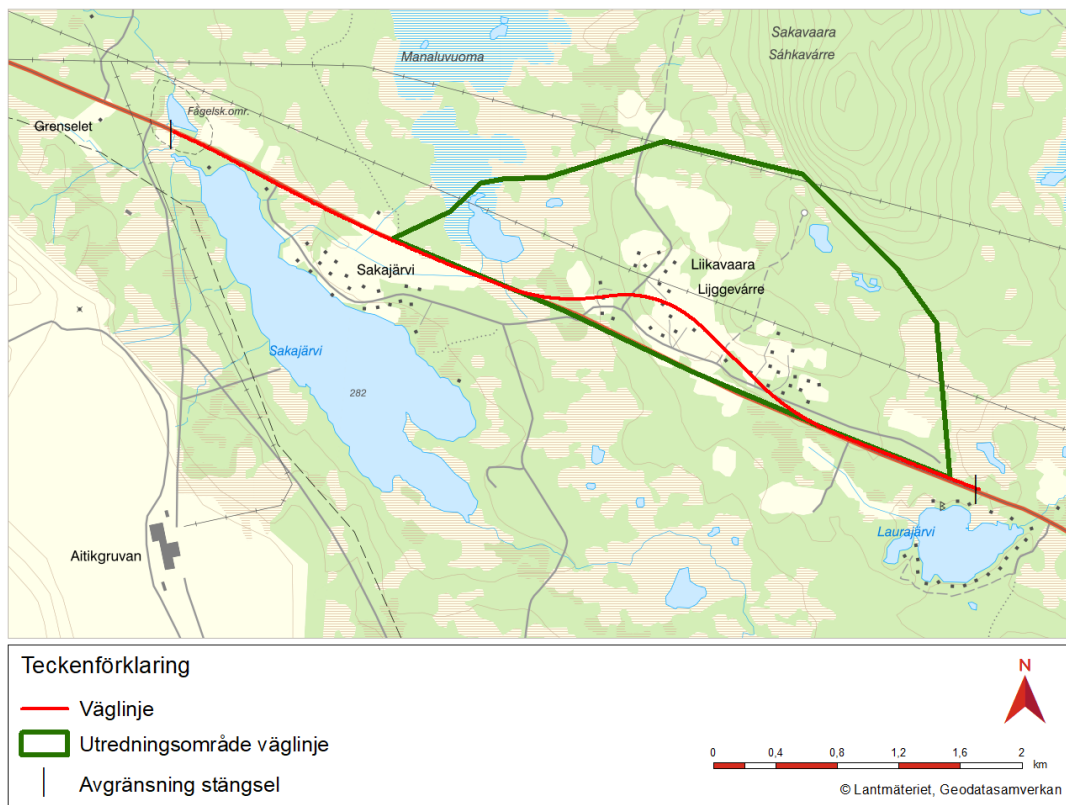 Sakavaara
Sáhkavárre
Manaluvuoma
Fågelsk.omr.
Grenselet
Liikavaara
Lijggevárre
Sakajärvi
Sakajärvi
282
Laurajärvi
Aitikgruvan
Teckenförklaring
Väglinje
Utredningsområde väglinje
Avgränsning stängsel
N
0 0,4 0,8 1,2 1,6 2
km
© Lantmäteriet, Geodatasamverkan